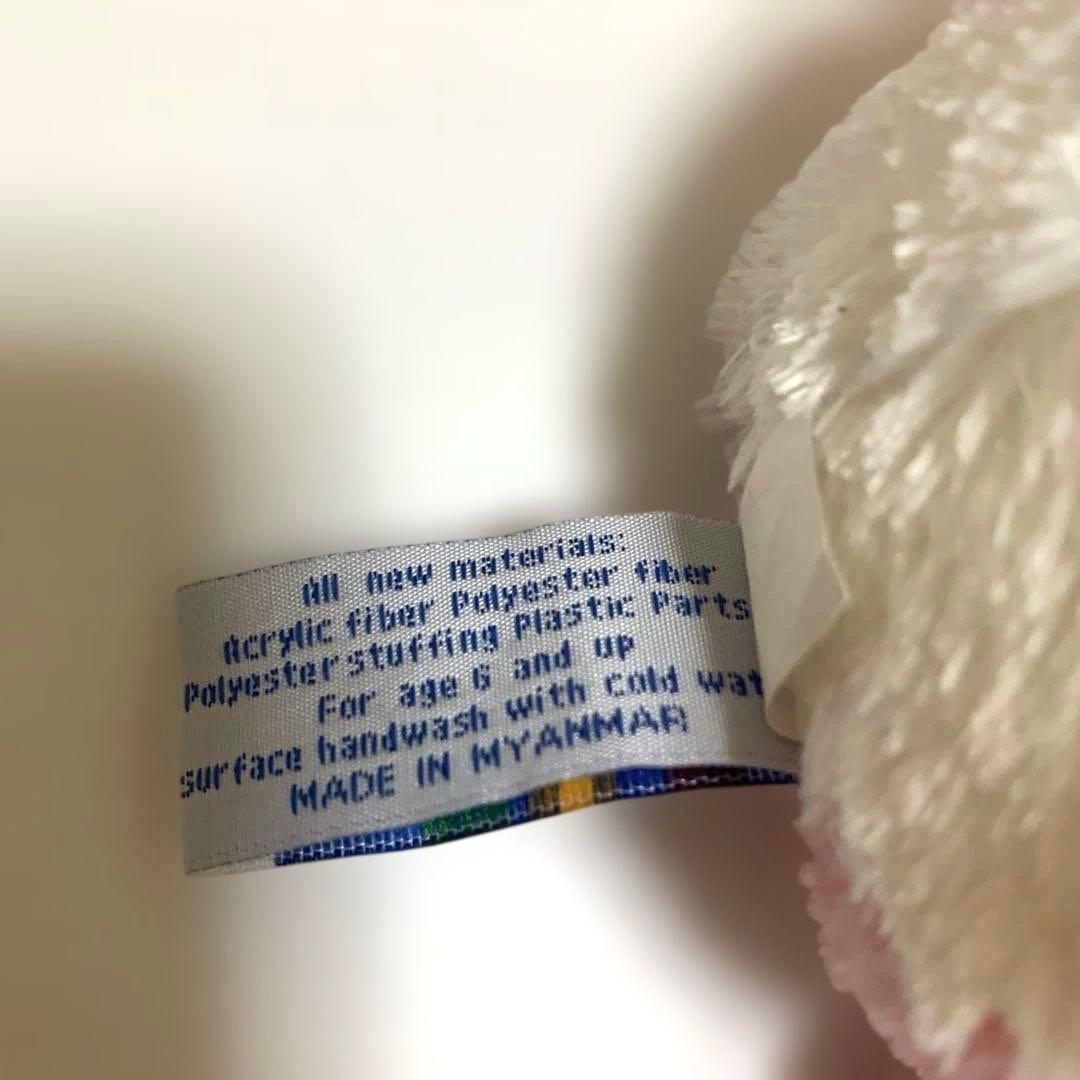 All new materials:
Acrylic fiber Polyester fiber
Polyester stuffing Plastic Parts
For age 6 and up
surface handwash with cold wat
MADE IN MYANMAR